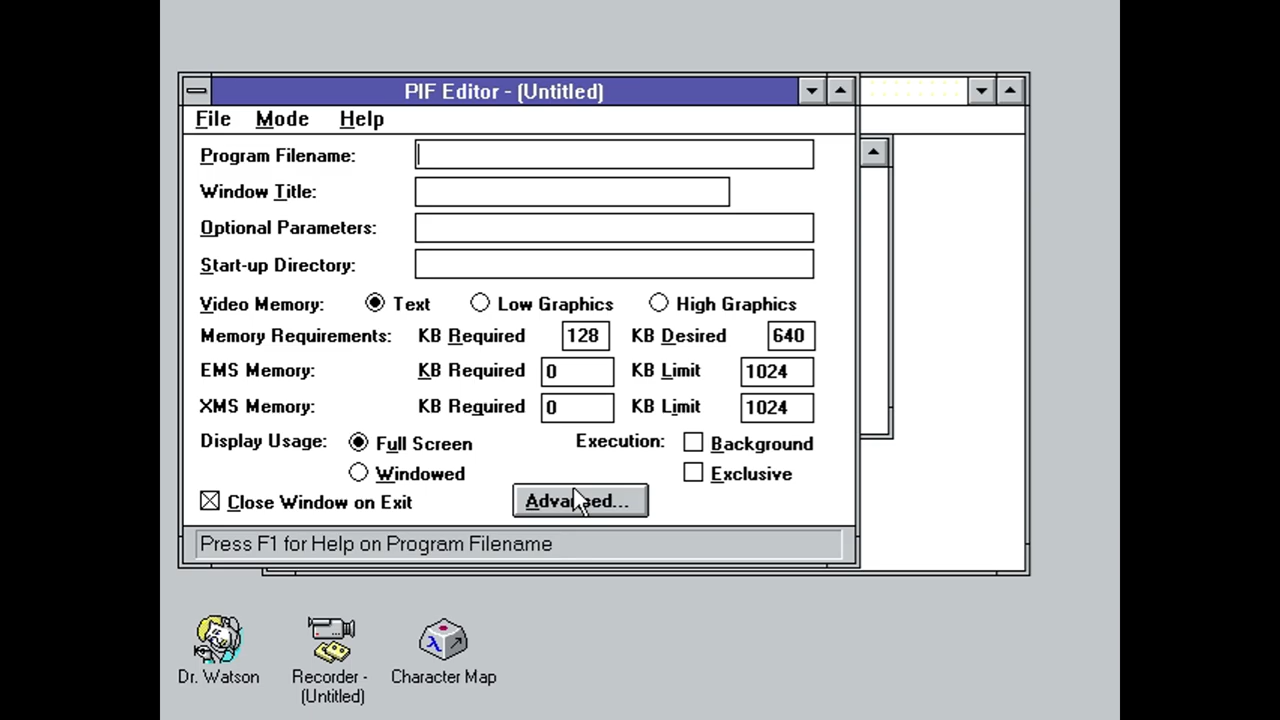 PIF Editor - (Untitled)
File Mode Help
Program Filename:
Window Title:
Optional Parameters:
Start-up Directory:
Video Memory: Text Low Graphics High Graphics
Memory Requirements: KB Required 128 KB Desired 640
EMS Memory: KB Required 0 KB Limit 1024
XMS Memory: KB Required 0 KB Limit 1024
Display Usage: Full Screen Execution: Background
Windowed Exclusive
Close Window on Exit Advanced...
Press F1 for Help on Program Filename
Dr. Watson Recorder - Character Map
(Untitled)